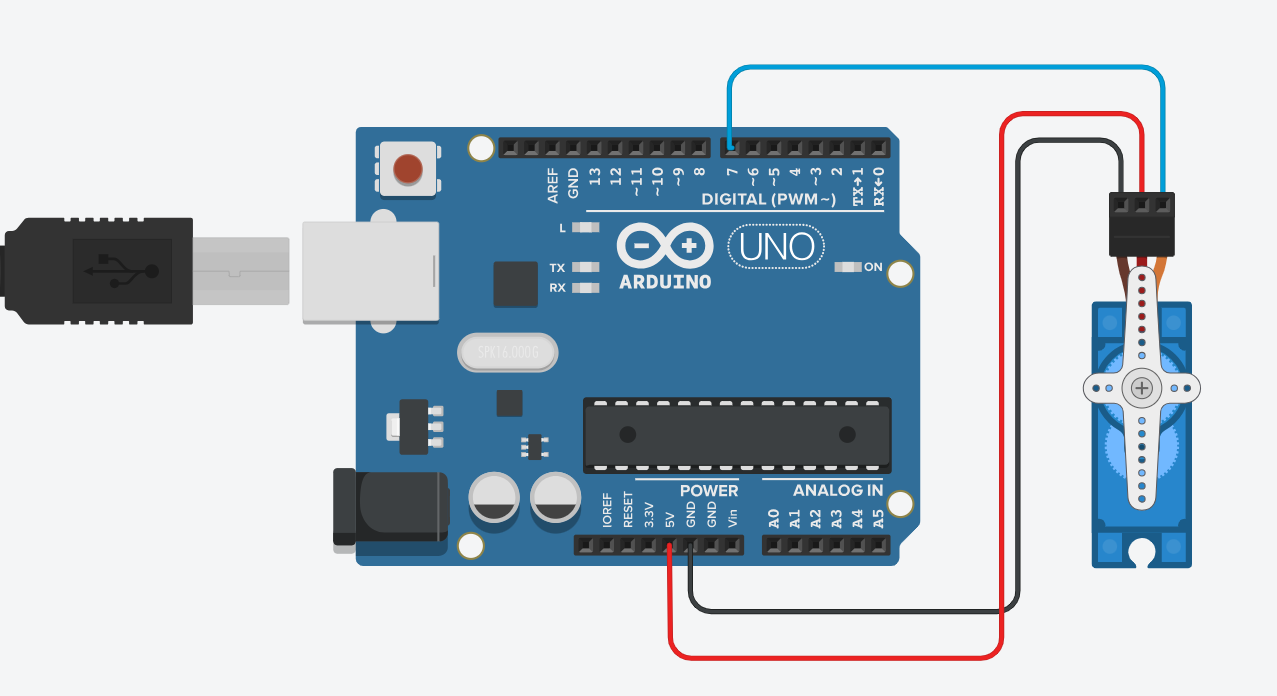 AREF
GND
13
12
~11
~10
~9
8
7
~6
~5
4
~3
2
TX→1
RX←0
DIGITAL (PWM~)
L
TX
RX
ARDUINO
UNO
ON
SPK16.000G
POWER
ANALOG IN
IOREF
RESET
3.3V
5V
GND
GND
Vin
A0
A1
A2
A3
A4
A5